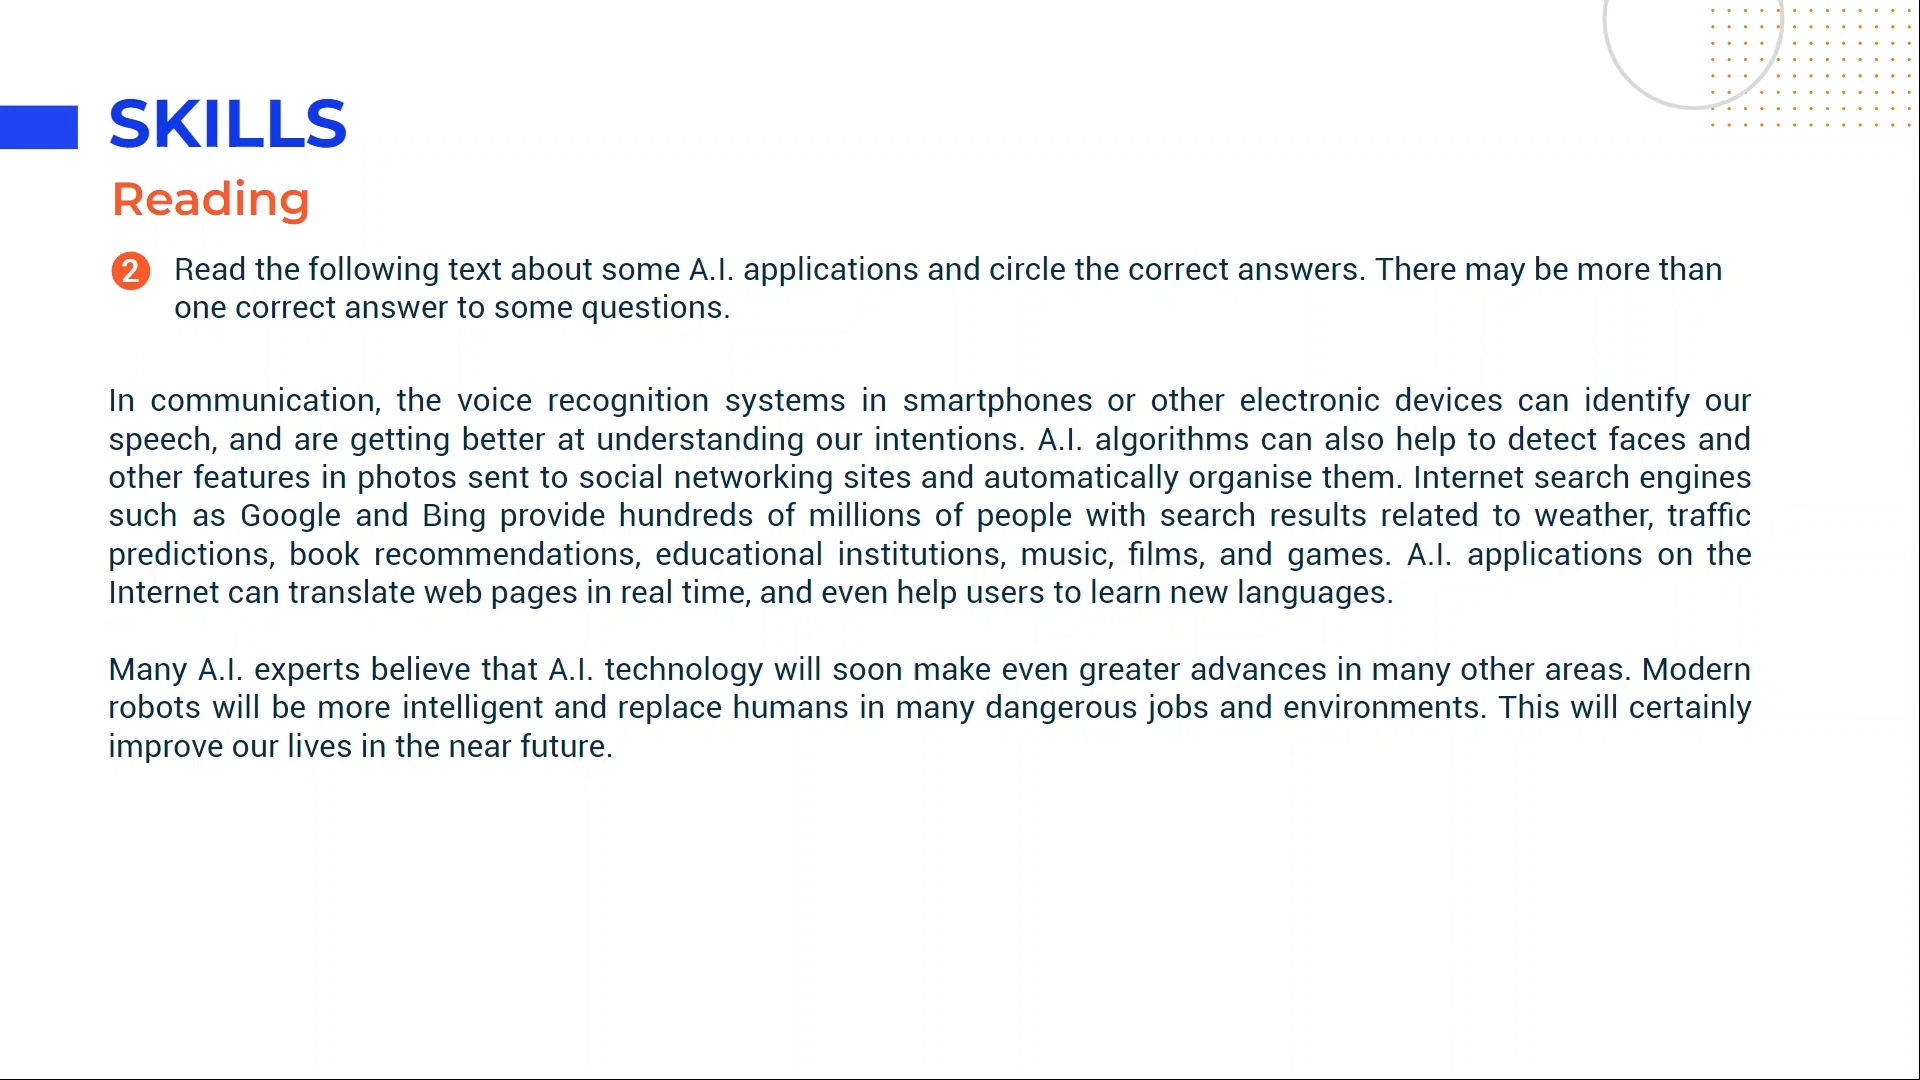 SKILLS
Reading
2 Read the following text about some A.I. applications and circle the correct answers. There may be more than
one correct answer to some questions.
In communication, the voice recognition systems in smartphones or other electronic devices can identify our
speech, and are getting better at understanding our intentions. A.I. algorithms can also help to detect faces and
other features in photos sent to social networking sites and automatically organise them. Internet search engines
such as Google and Bing provide hundreds of millions of people with search results related to weather, traffic
predictions, book recommendations, educational institutions, music, films, and games. A.I. applications on the
Internet can translate web pages in real time, and even help users to learn new languages.
Many A.I. experts believe that A.I. technology will soon make even greater advances in many other areas. Modern
robots will be more intelligent and replace humans in many dangerous jobs and environments. This will certainly
improve our lives in the near future.